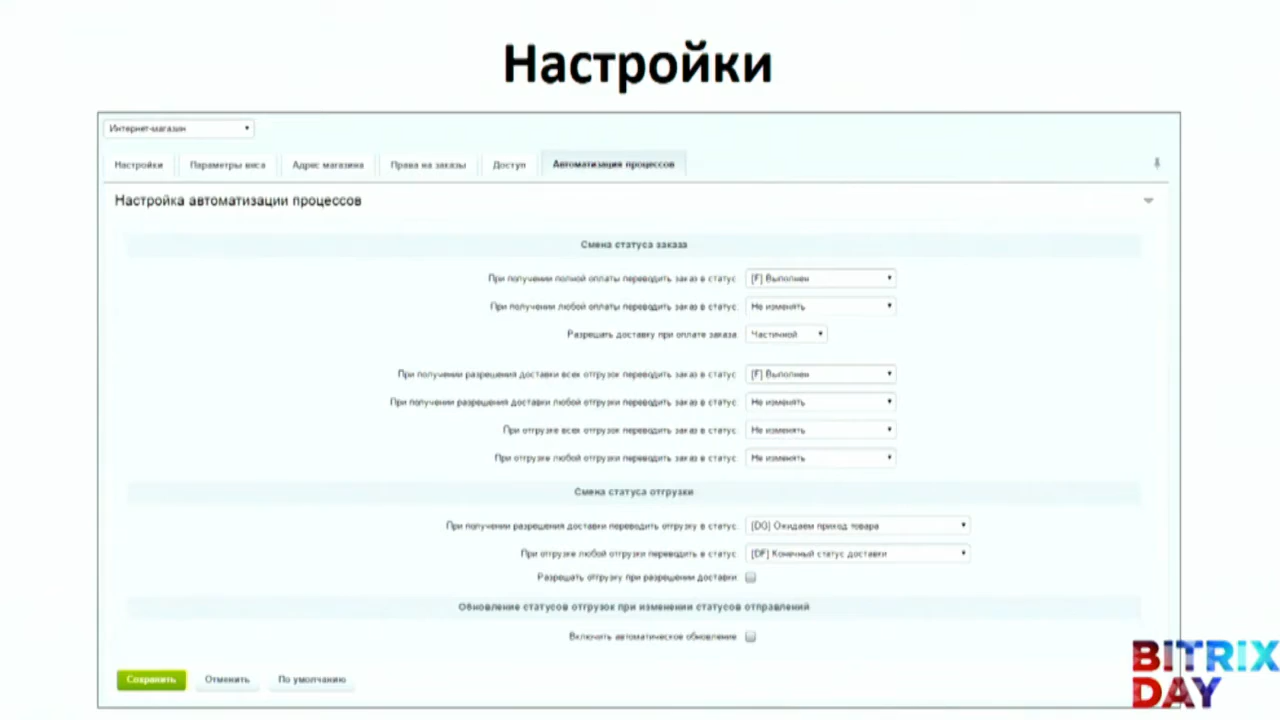 Настройки
Интернет-магазин
Настройки Параметры веса Адрес магазина Права на заказы Доступ Автоматизация процессов
Настройка автоматизации процессов
Смена статуса заказа
При получении полной оплаты переводить заказ в статус: [F] Выполнен
При получении любой оплаты переводить заказ в статус: Не изменять
Разрешать доставку при оплате заказа: Частичной
При получении разрешения доставки всех отгрузок переводить заказ в статус: [F] Выполнен
При получении разрешения доставки любой отгрузки переводить заказ в статус: Не изменять
При отгрузке всех отгрузок переводить заказ в статус: Не изменять
При отгрузке любой отгрузки переводить заказ в статус: Не изменять
Смена статуса отгрузки
При получении разрешения доставки переводить отгрузку в статус: [DG] Ожидаем приход товара
При отгрузке любой отгрузки переводить в статус: [DF] Конечный статус доставки
Разрешать отгрузку при разрешении доставки:
Обновление статусов отгрузок при изменении статусов отправлений
Включить автоматическое обновление:
Сохранить Отменить По умолчанию
BITRIX
DAY